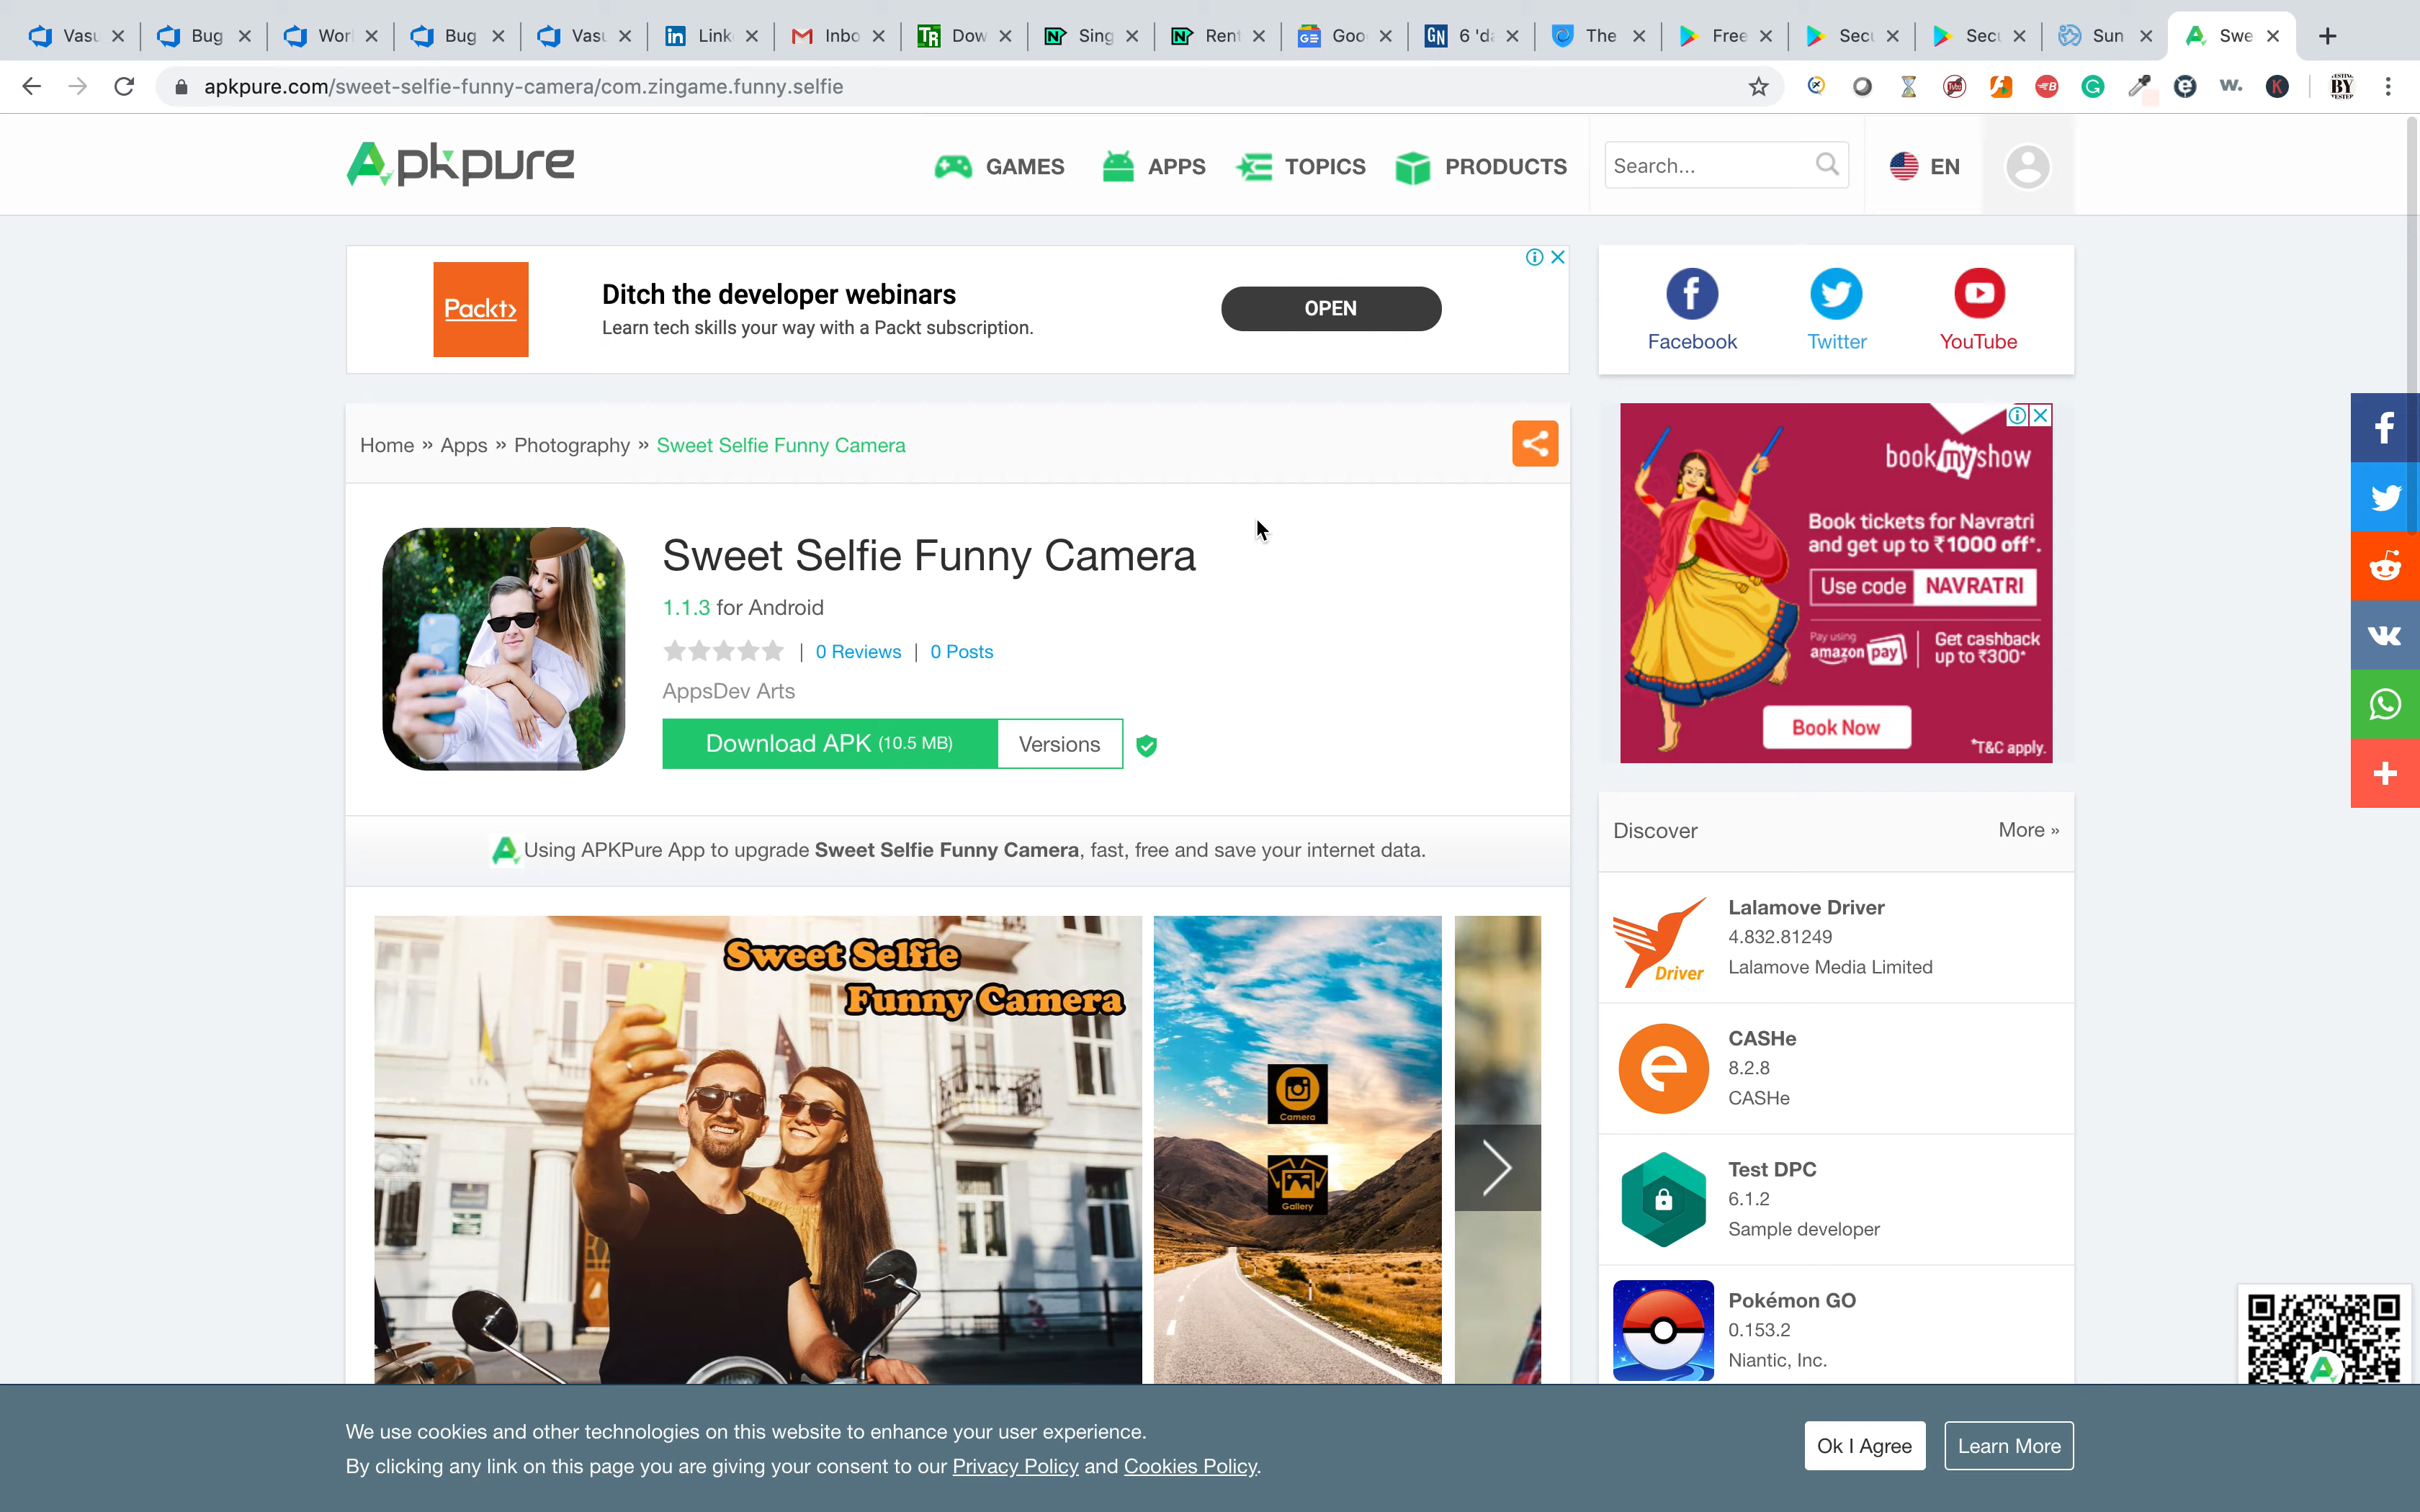 Vasu
Bug
Wor
Bug
Vasu
Link
Inbo
Dow
Sing
Rent
Goo
6 'da
The
Free
Secu
Secu
Sun
Swe
apkpure.com/sweet-selfie-funny-camera/com.zingame.funny.selfie
Apkpure
GAMES
APPS
TOPICS
PRODUCTS
Search...
EN
Packt>
Ditch the developer webinars
Learn tech skills your way with a Packt subscription.
OPEN
Facebook
Twitter
YouTube
Home » Apps » Photography » Sweet Selfie Funny Camera
Sweet Selfie Funny Camera
1.1.3 for Android
| 0 Reviews | 0 Posts
AppsDev Arts
Download APK (10.5 MB)
Versions
Using APKPure App to upgrade Sweet Selfie Funny Camera, fast, free and save your internet data.
Sweet Selfie
Funny Camera
Camera
Gallery
bookmyshow
Book tickets for Navratri
and get up to ₹1000 off*.
Use code NAVRATRI
Pay using
amazon pay
Get cashback
up to ₹300*
Book Now
*T&C apply.
Discover
More »
Driver
Lalamove Driver
4.832.81249
Lalamove Media Limited
CASHe
8.2.8
CASHe
Test DPC
6.1.2
Sample developer
Pokémon GO
0.153.2
Niantic, Inc.
We use cookies and other technologies on this website to enhance your user experience.
By clicking any link on this page you are giving your consent to our Privacy Policy and Cookies Policy.
Ok I Agree
Learn More